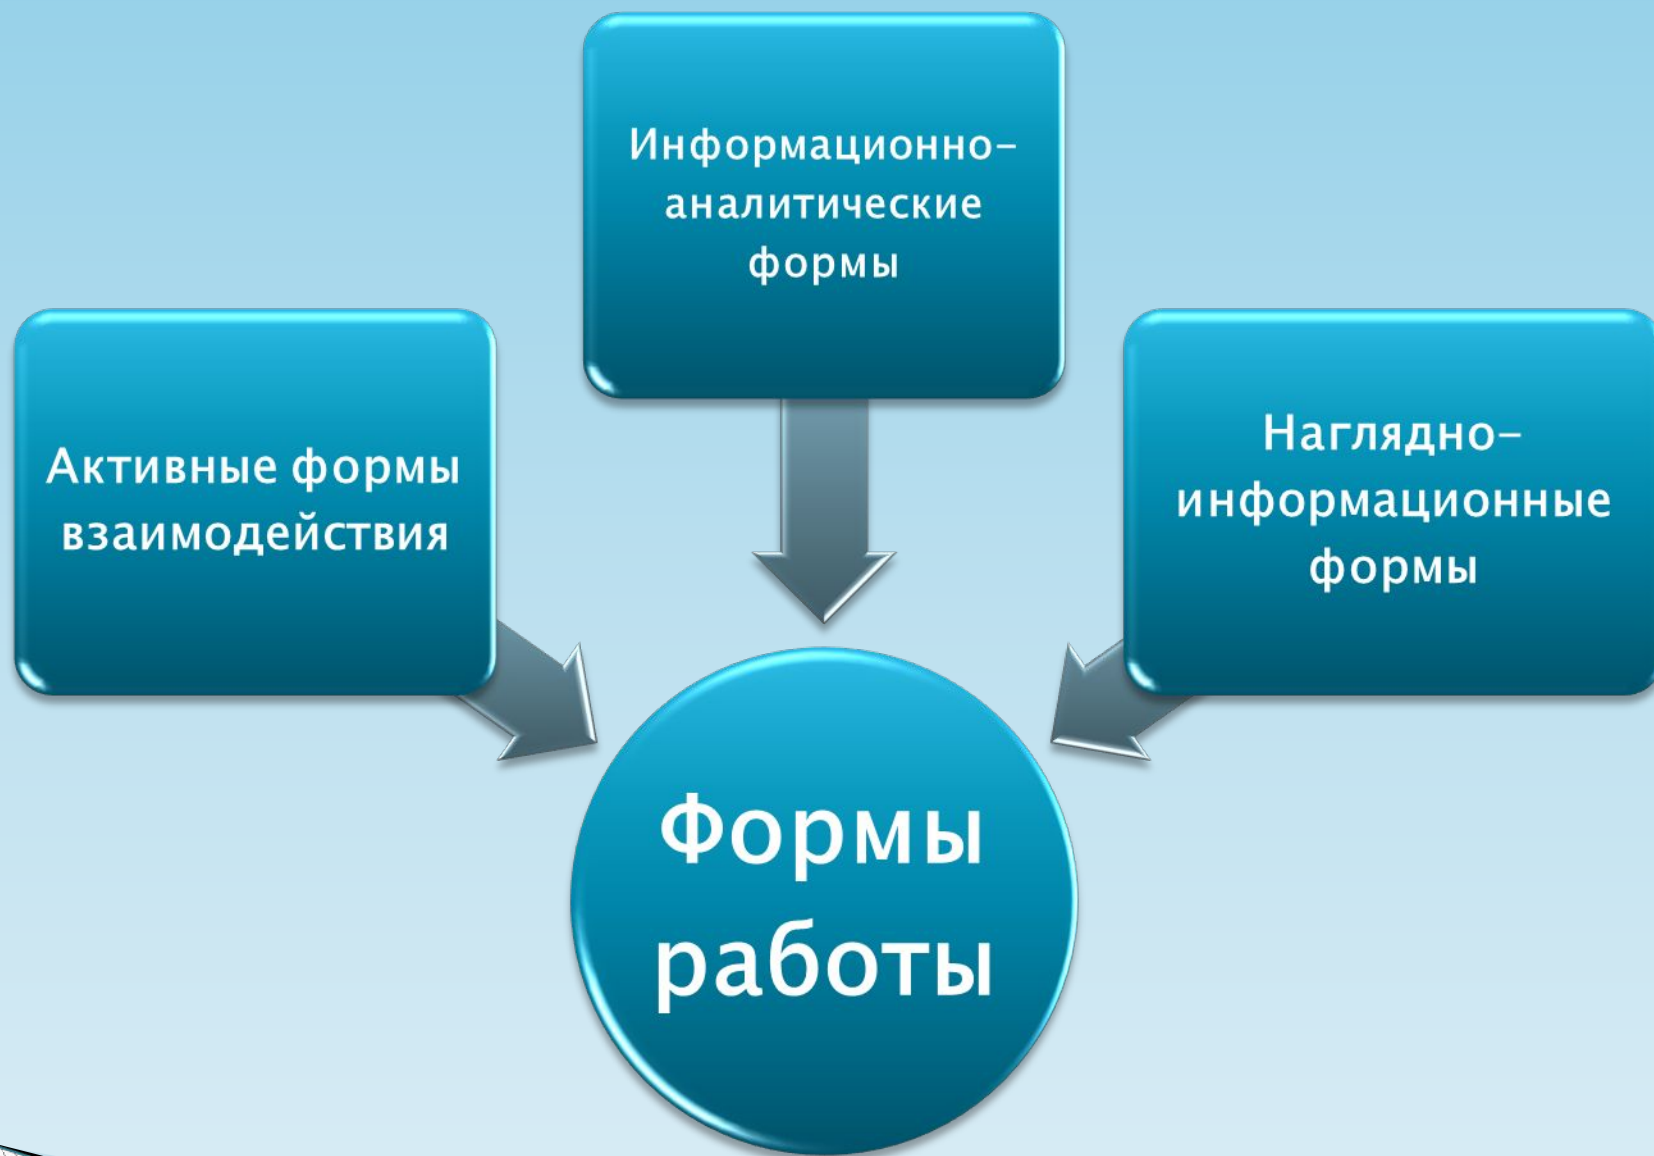 Информационно-
аналитические
формы
Активные формы
взаимодействия
Наглядно-
информационные
формы
Формы
работы